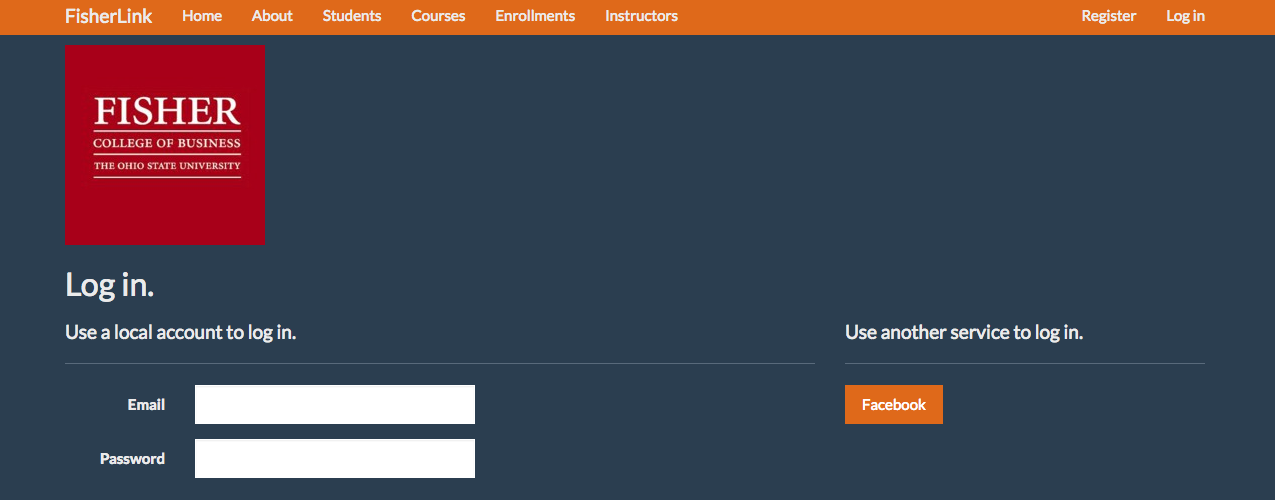 FisherLink Home About Students Courses Enrollments Instructors Register Log in
FISHER
COLLEGE OF BUSINESS
THE OHIO STATE UNIVERSITY
Log in.
Use a local account to log in.
Email
Password
Use another service to log in.
Facebook